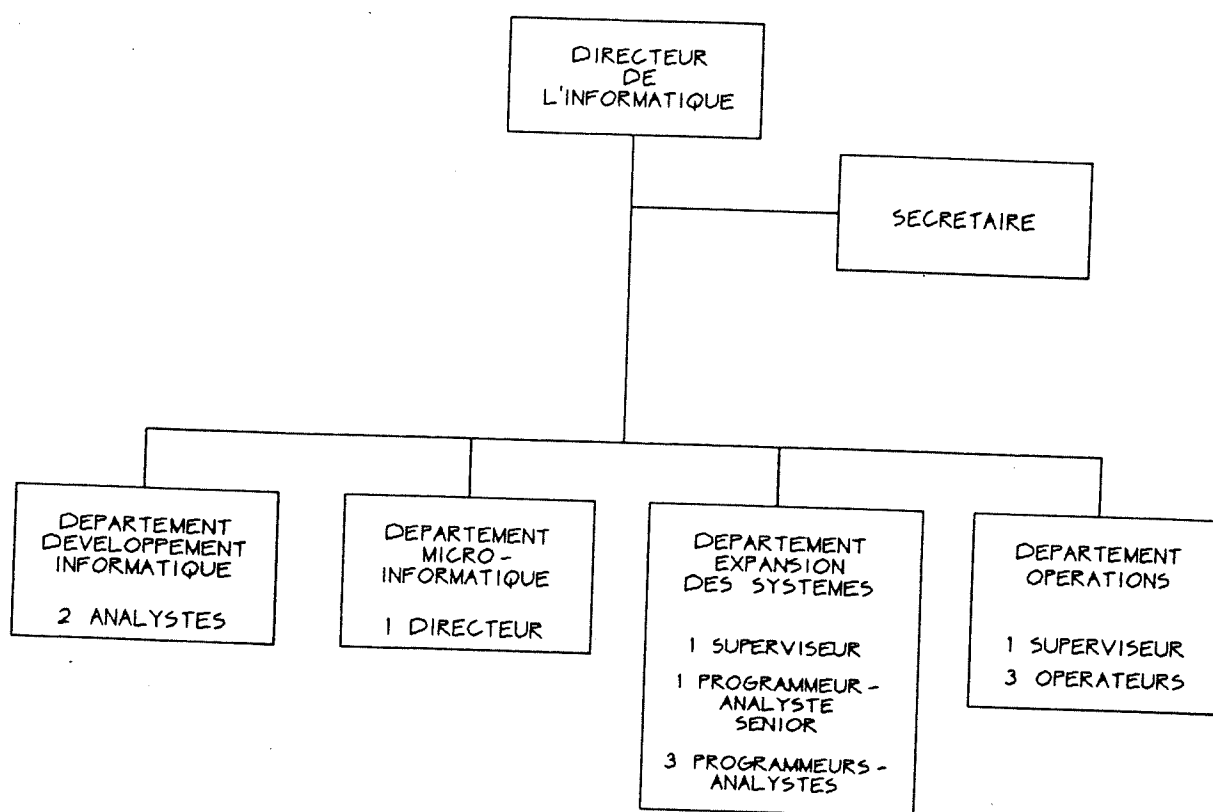 DIRECTEUR
DE
L'INFORMATIQUE
SECRETAIRE
DEPARTEMENT
DEVELOPPEMENT
INFORMATIQUE
2 ANALYSTES
DEPARTEMENT
MICRO-
INFORMATIQUE
1 DIRECTEUR
DEPARTEMENT
EXPANSION
DES SYSTEMES
1 SUPERVISEUR
1 PROGRAMMEUR-
ANALYSTE
SENIOR
3 PROGRAMMEURS-
ANALYSTES
DEPARTEMENT
OPERATIONS
1 SUPERVISEUR
3 OPERATEURS